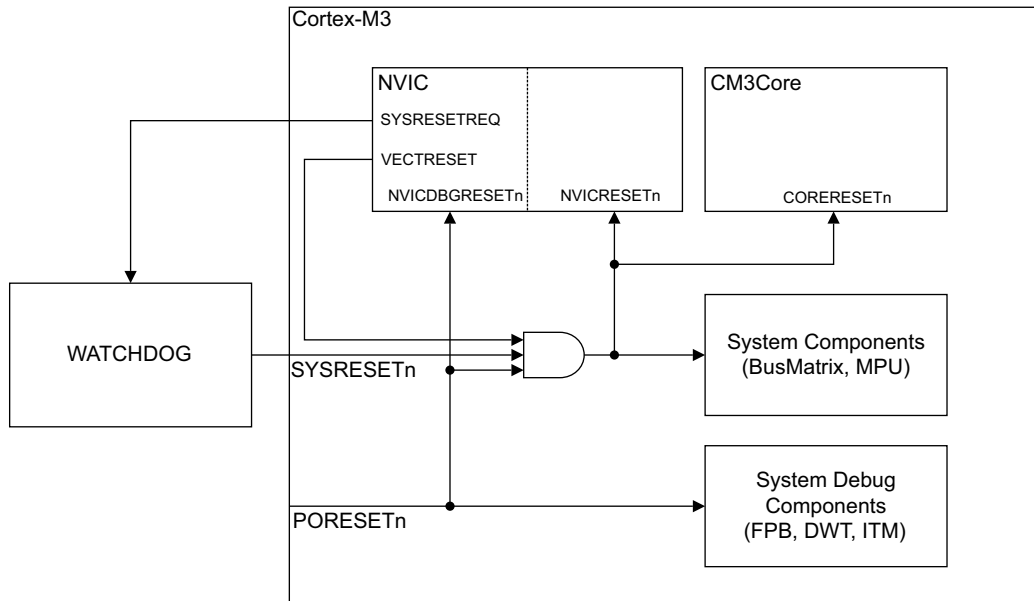 Cortex-M3
NVIC
CM3Core
SYSRESETREQ
VECTRESET
NVICDBGRESETn
NVICRESETn
CORERESETn
WATCHDOG
SYSRESETn
System Components
(BusMatrix, MPU)
PORESETn
System Debug
Components
(FPB, DWT, ITM)